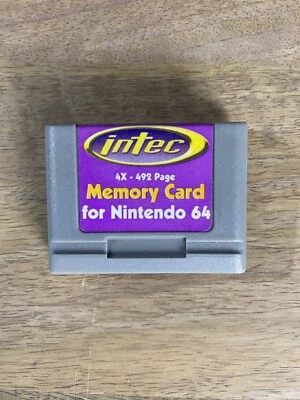 intec
4X - 492 Page
Memory Card
for Nintendo 64